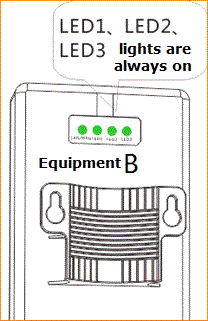 LED1、LED2、
LED3 lights are
always on
Equipment B